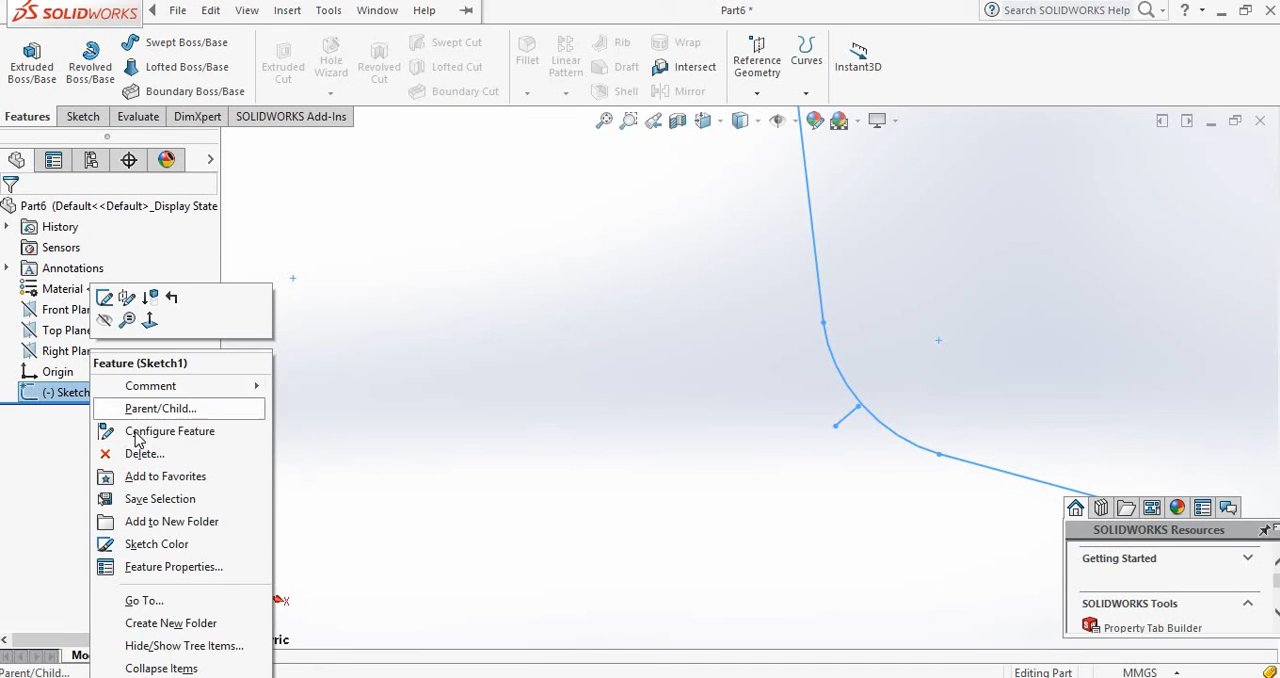 SOLIDWORKS File Edit View Insert Tools Window Help Part6 * Search SOLIDWORKS Help ?
Extruded Boss/Base
Revolved Boss/Base
Swept Boss/Base
Lofted Boss/Base
Boundary Boss/Base
Extruded Cut
Hole Wizard
Revolved Cut
Swept Cut
Lofted Cut
Boundary Cut
Fillet
Linear Pattern
Rib
Draft
Shell
Wrap
Intersect
Mirror
Reference Geometry
Curves
Instant3D
Features Sketch Evaluate DimXpert SOLIDWORKS Add-Ins
Part6 (Default<<Default>_Display State
History
Sensors
Annotations
Material <
Front Plan
Top Plane
Right Plan
Origin
(-) Sketch
Feature (Sketch1)
Comment
Parent/Child...
Configure Feature
Delete...
Add to Favorites
Save Selection
Add to New Folder
Sketch Color
Feature Properties...
Go To...
Create New Folder
Hide/Show Tree Items...
Collapse Items
X
ric
Mo
SOLIDWORKS Resources
Getting Started
SOLIDWORKS Tools
Property Tab Builder
Parent/Child... Editing Part MMGS